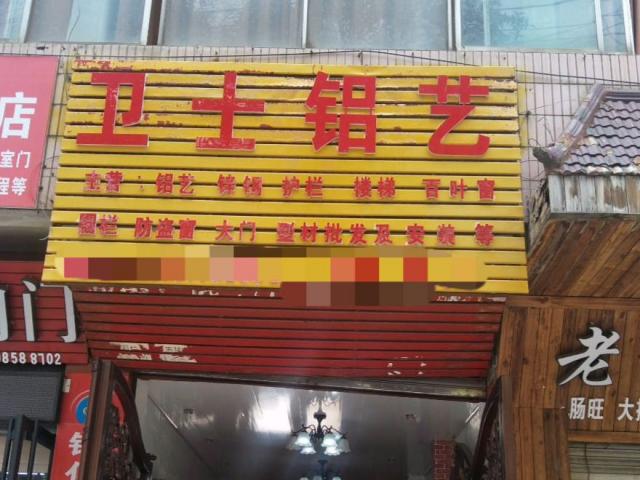 卫士铝艺
主营：铝艺 锌钢 护栏 楼梯 百叶窗
围栏 防盗窗 大门 型材批发及安装 等
店
室门
程等
门
858 8102
老
肠旺 大